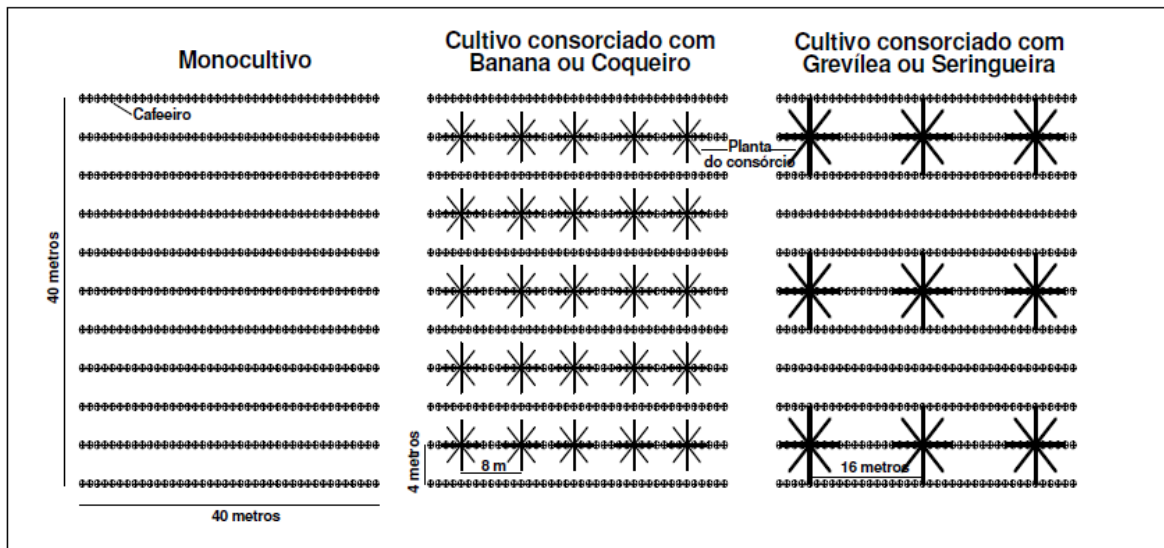 Monocultivo
Cafeeiro
40 metros
40 metros
Cultivo consorciado com
Banana ou Coqueiro
Planta
do consórcio
4 metros
8 m
Cultivo consorciado com
Grevílea ou Seringueira
16 metros